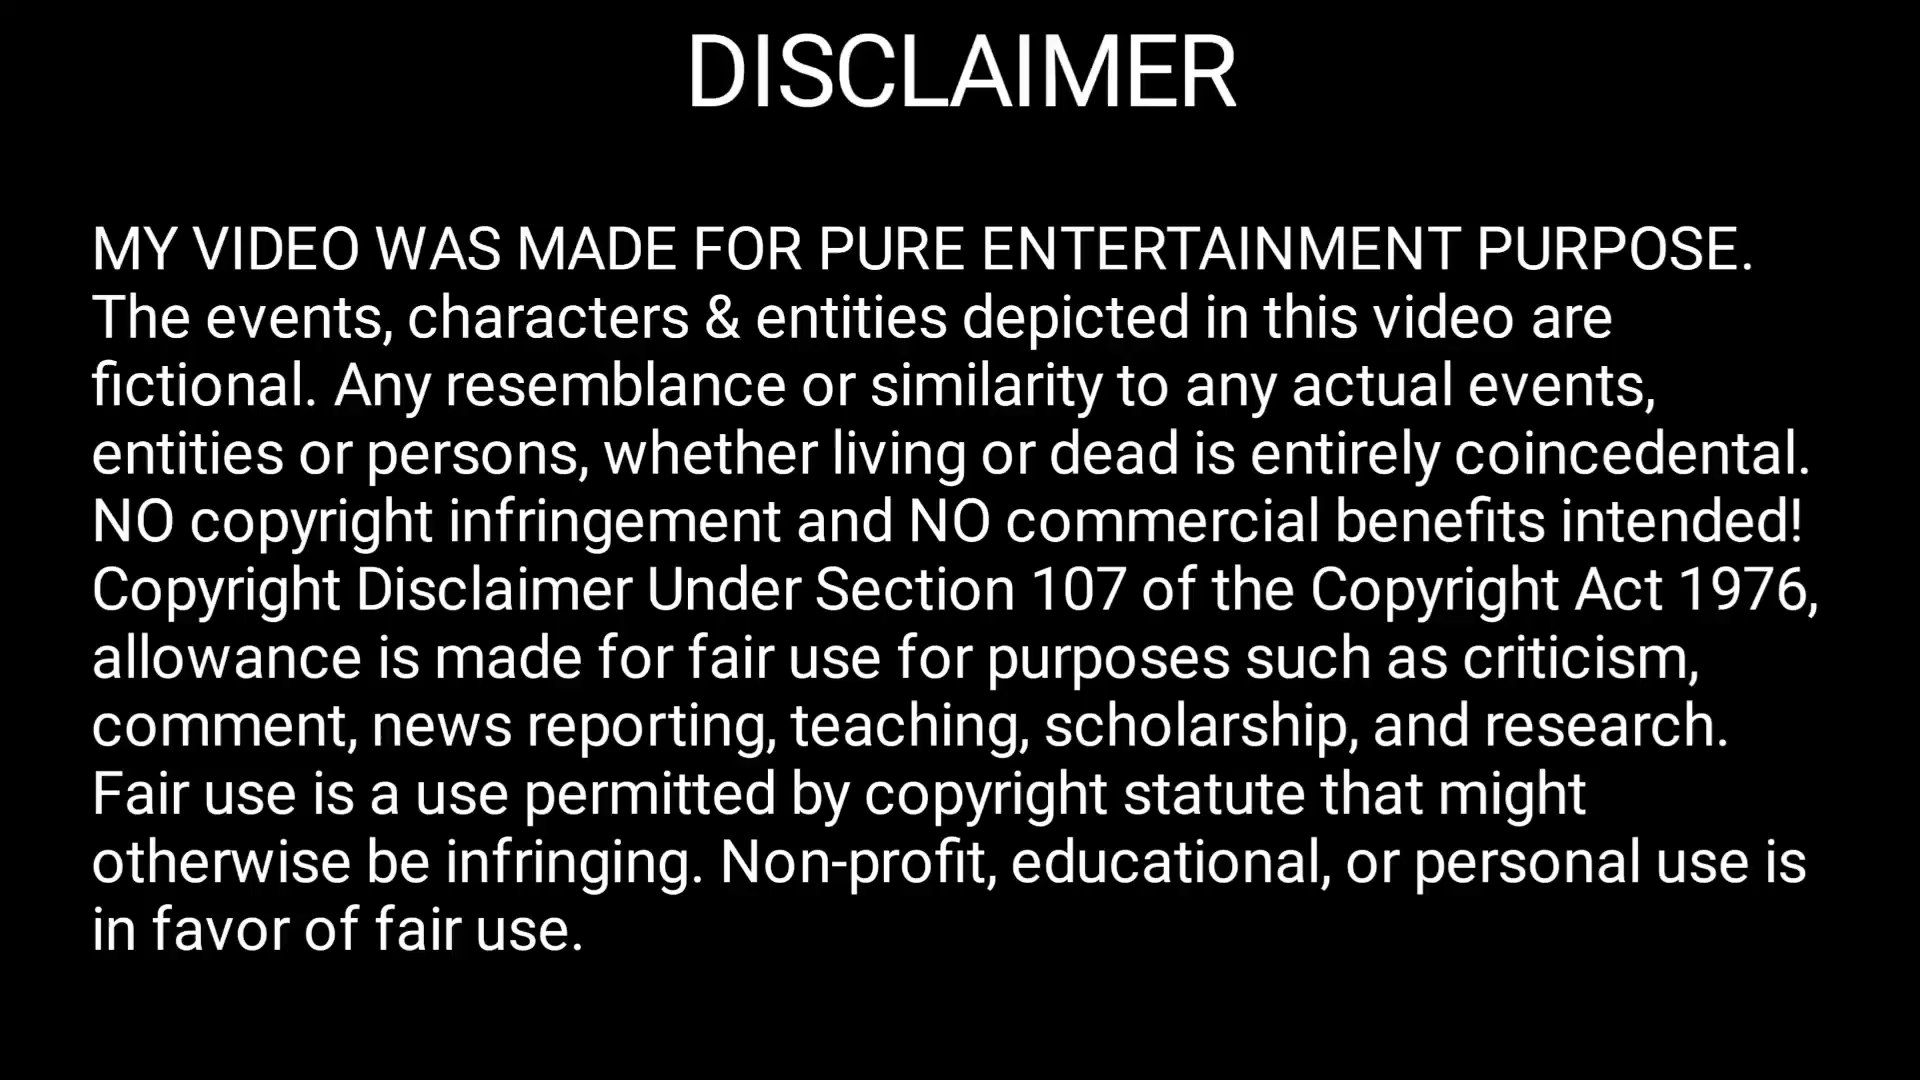 DISCLAIMER
MY VIDEO WAS MADE FOR PURE ENTERTAINMENT PURPOSE.
The events, characters & entities depicted in this video are
fictional. Any resemblance or similarity to any actual events,
entities or persons, whether living or dead is entirely coincedental.
NO copyright infringement and NO commercial benefits intended!
Copyright Disclaimer Under Section 107 of the Copyright Act 1976,
allowance is made for fair use for purposes such as criticism,
comment, news reporting, teaching, scholarship, and research.
Fair use is a use permitted by copyright statute that might
otherwise be infringing. Non-profit, educational, or personal use is
in favor of fair use.